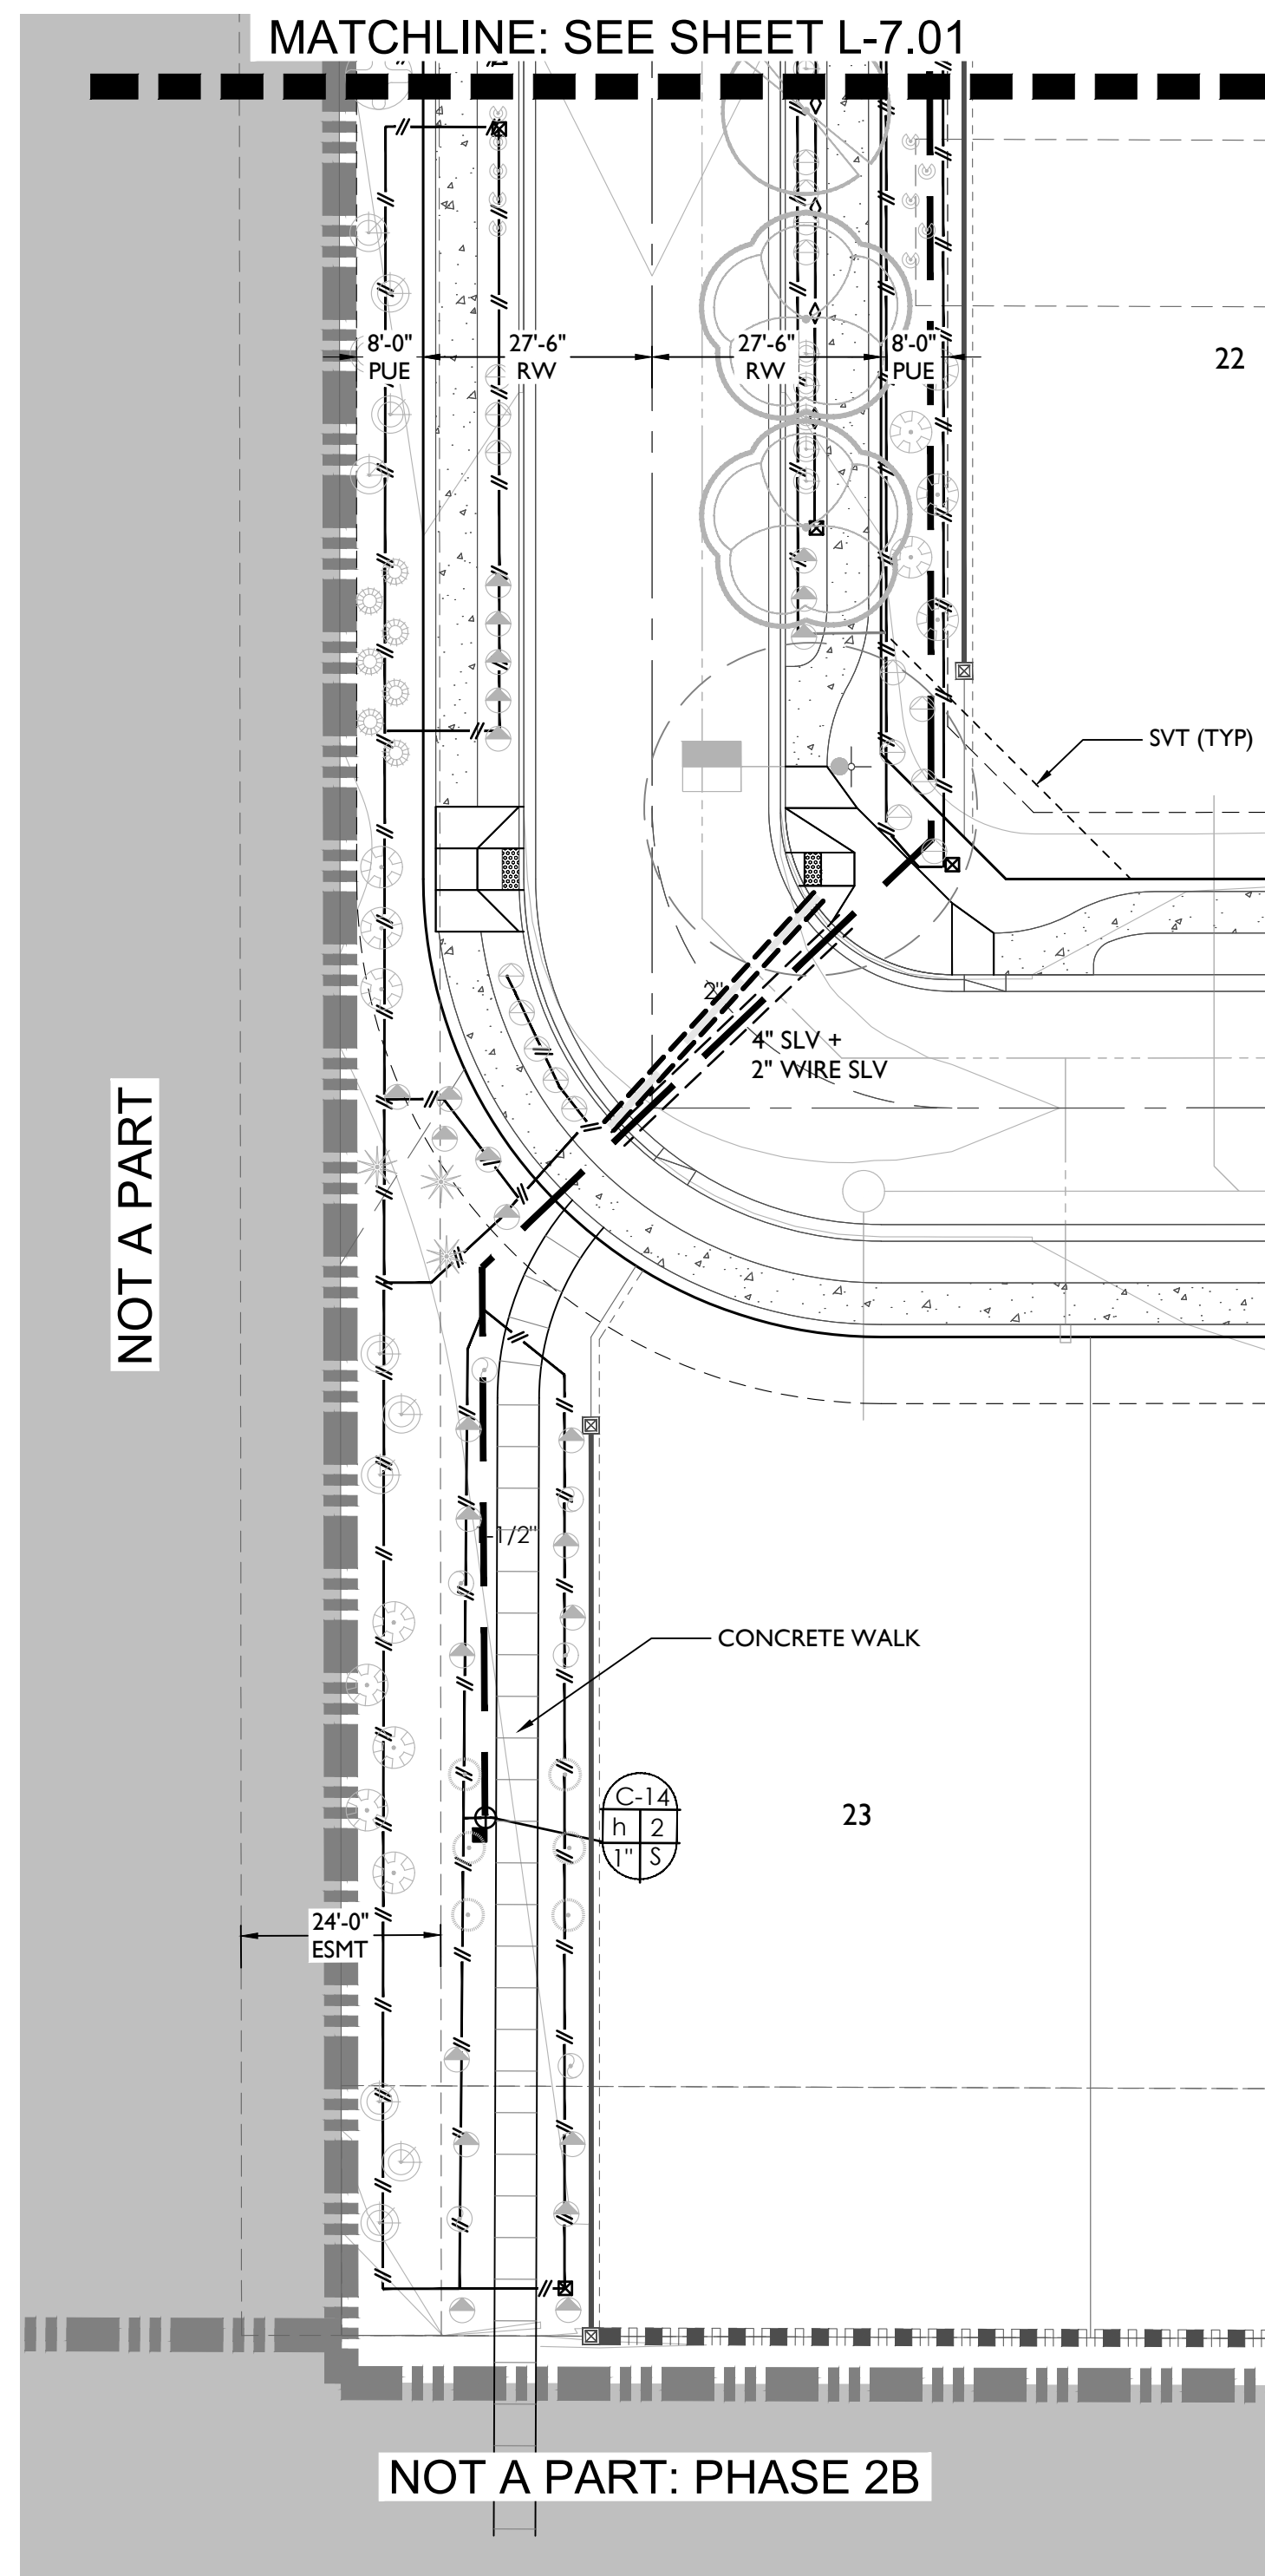 MATCHLINE: SEE SHEET L-7.01
8'-0"
PUE
27'-6"
RW
27'-6"
RW
8'-0"
PUE
22
SVT (TYP)
2"
4" SLV +
2" WIRE SLV
NOT A PART
1-1/2"
CONCRETE WALK
C-14
h 2
1" S
23
24'-0"
ESMT
NOT A PART: PHASE 2B